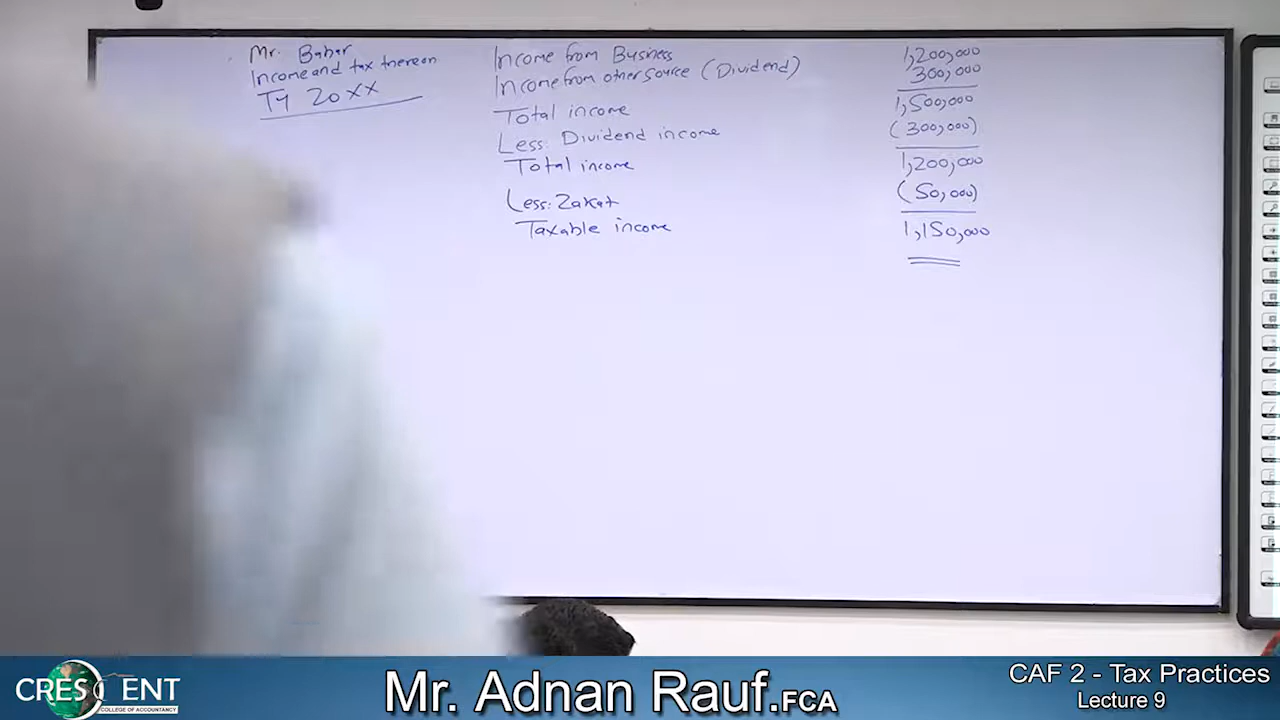 Mr. Babar
Income and tax thereon
TY 20XX
Income from Business 1,200,000
Income from other source (Dividend) 300,000
Total income 1,500,000
Less: Dividend income (300,000)
Total income 1,200,000
Less: Zakat (50,000)
Taxable income 1,150,000
CRESCENT
COLLEGE OF ACCOUNTANCY
Mr. Adnan Rauf.FCA
CAF 2 - Tax Practices
Lecture 9